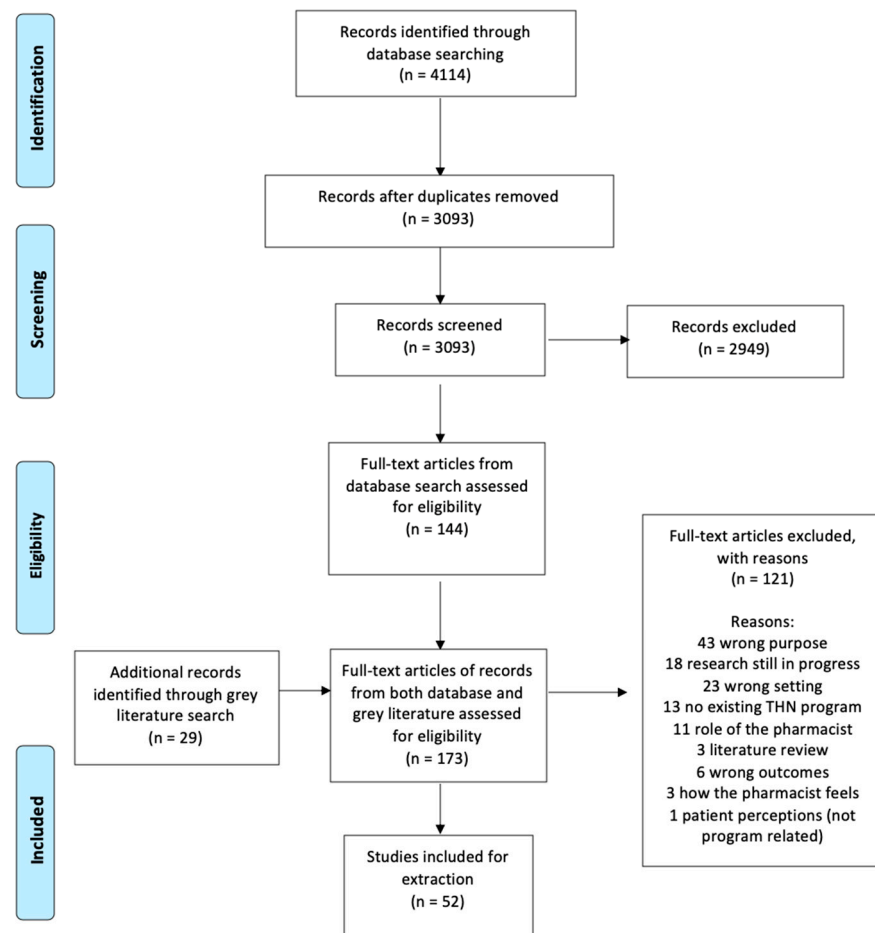 Identification
Records identified through
database searching
(n = 4114)
Records after duplicates removed
(n = 3093)
Screening
Records screened
(n = 3093)
Records excluded
(n = 2949)
Eligibility
Full-text articles from
database search assessed
for eligibility
(n = 144)
Full-text articles excluded,
with reasons
(n = 121)
Reasons:
43 wrong purpose
18 research still in progress
23 wrong setting
13 no existing THN program
11 role of the pharmacist
3 literature review
6 wrong outcomes
3 how the pharmacist feels
1 patient perceptions (not
program related)
Additional records
identified through grey
literature search
(n = 29)
Full-text articles of records
from both database and
grey literature assessed
for eligibility
(n = 173)
Included
Studies included for
extraction
(n = 52)